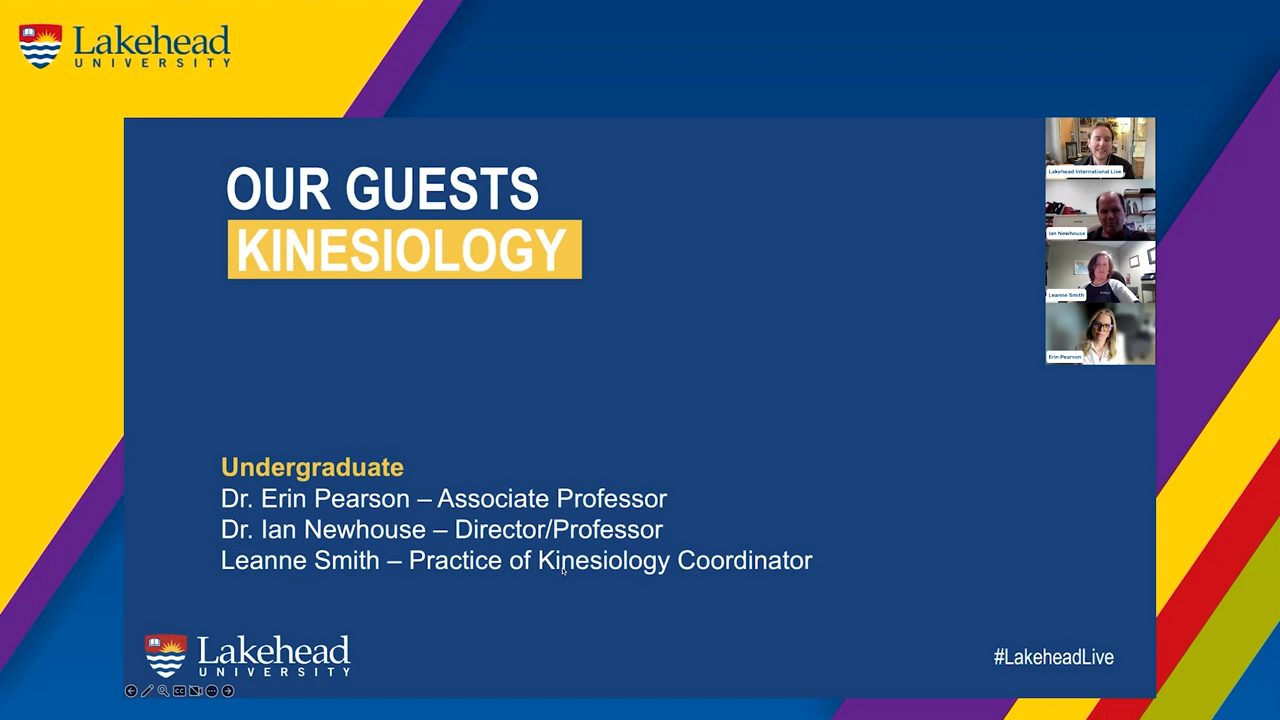 Lakehead
UNIVERSITY
OUR GUESTS
KINESIOLOGY
Lakehead International Live
Ian Newhouse
Leanne Smith
Erin Pearson
Undergraduate
Dr. Erin Pearson – Associate Professor
Dr. Ian Newhouse – Director/Professor
Leanne Smith – Practice of Kinesiology Coordinator
Lakehead
UNIVERSITY
#LakeheadLive
CC